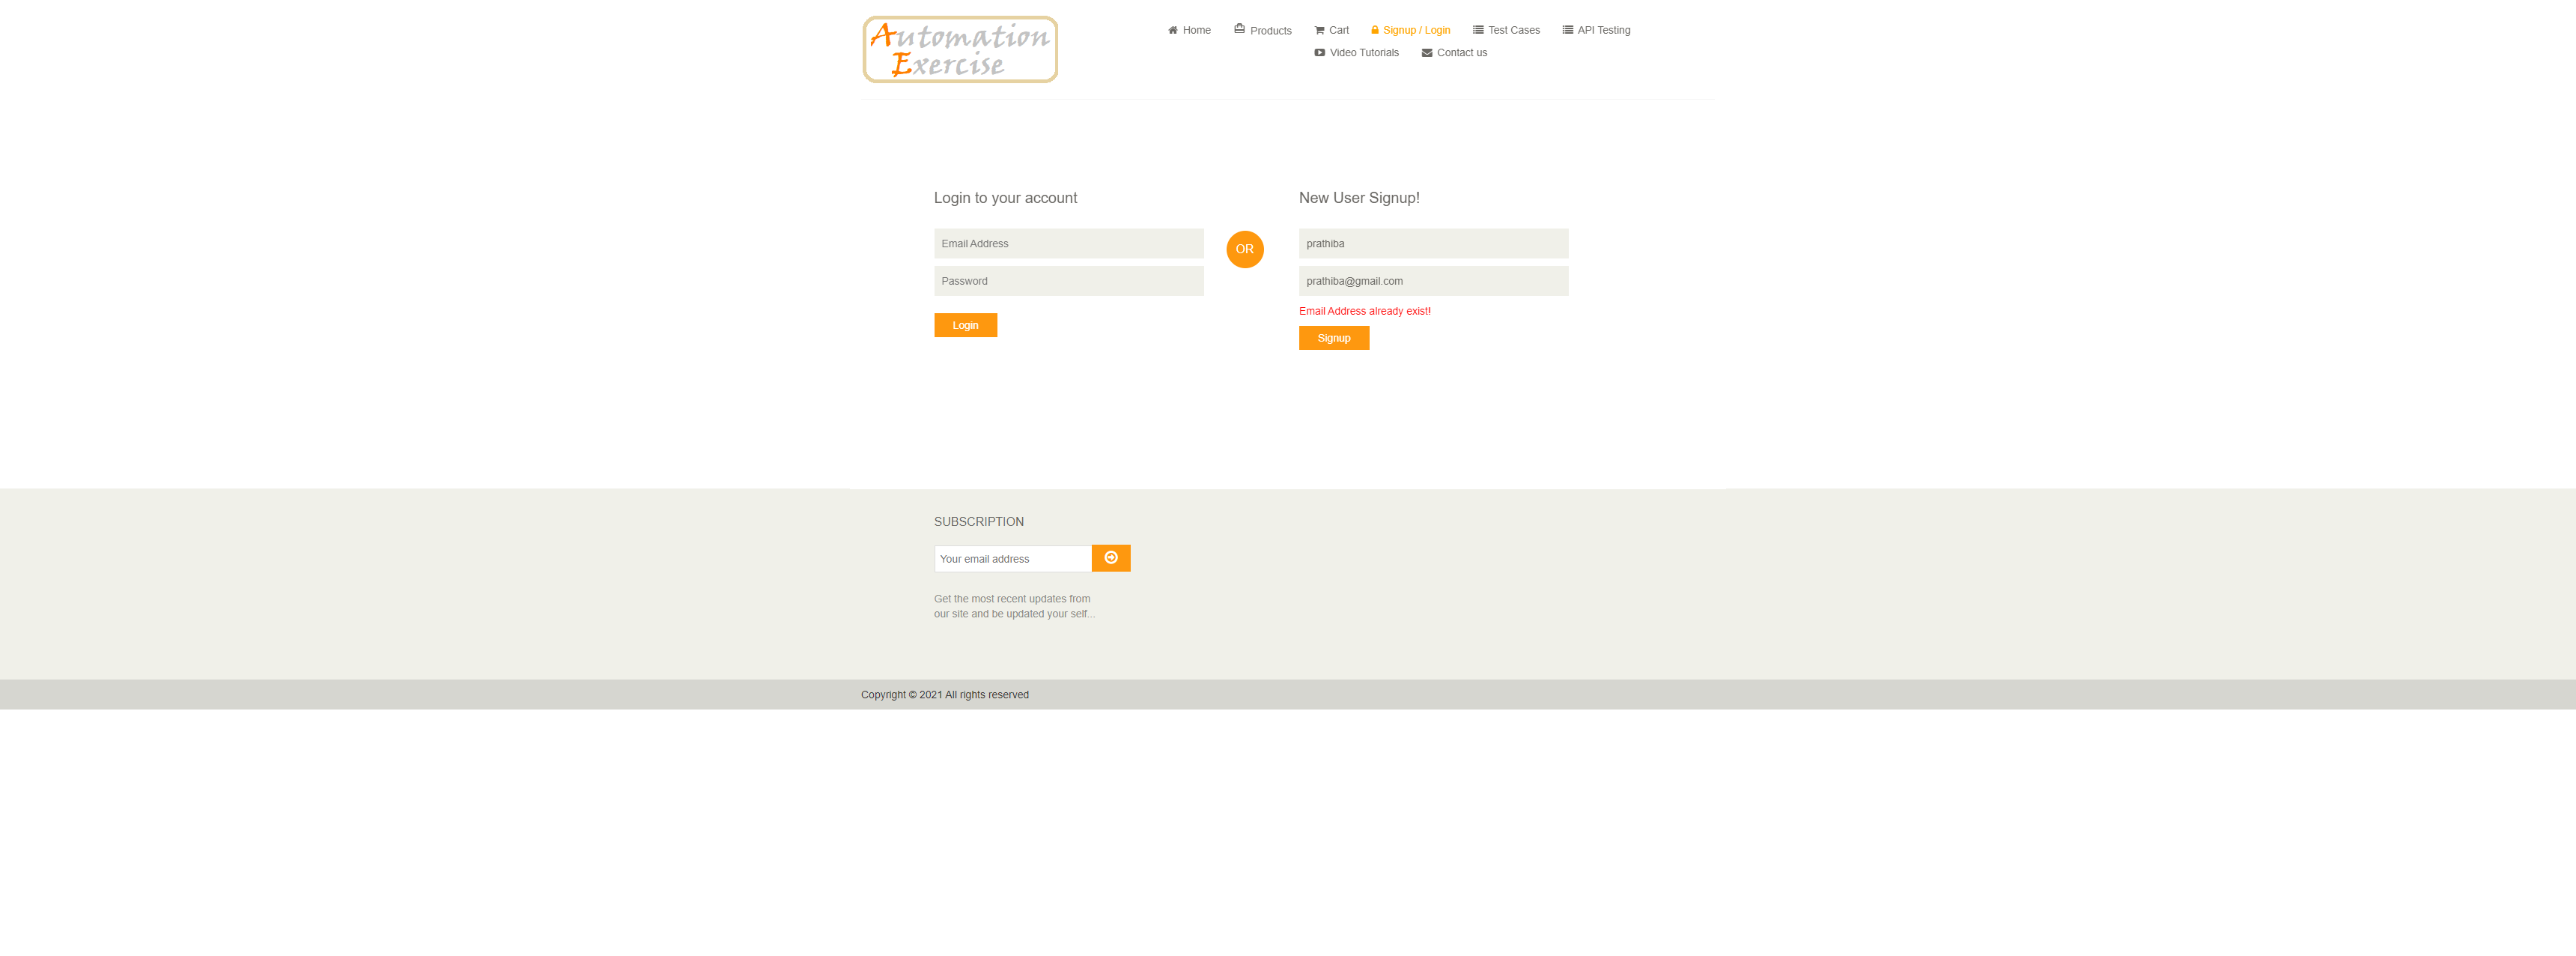 Automation
Exercise
Home Products Cart Signup / Login Test Cases API Testing
Video Tutorials Contact us
Login to your account
Email Address
Password
Login
OR
New User Signup!
prathiba
prathiba@gmail.com
Email Address already exist!
Signup
SUBSCRIPTION
Your email address
Get the most recent updates from
our site and be updated your self...
Copyright © 2021 All rights reserved